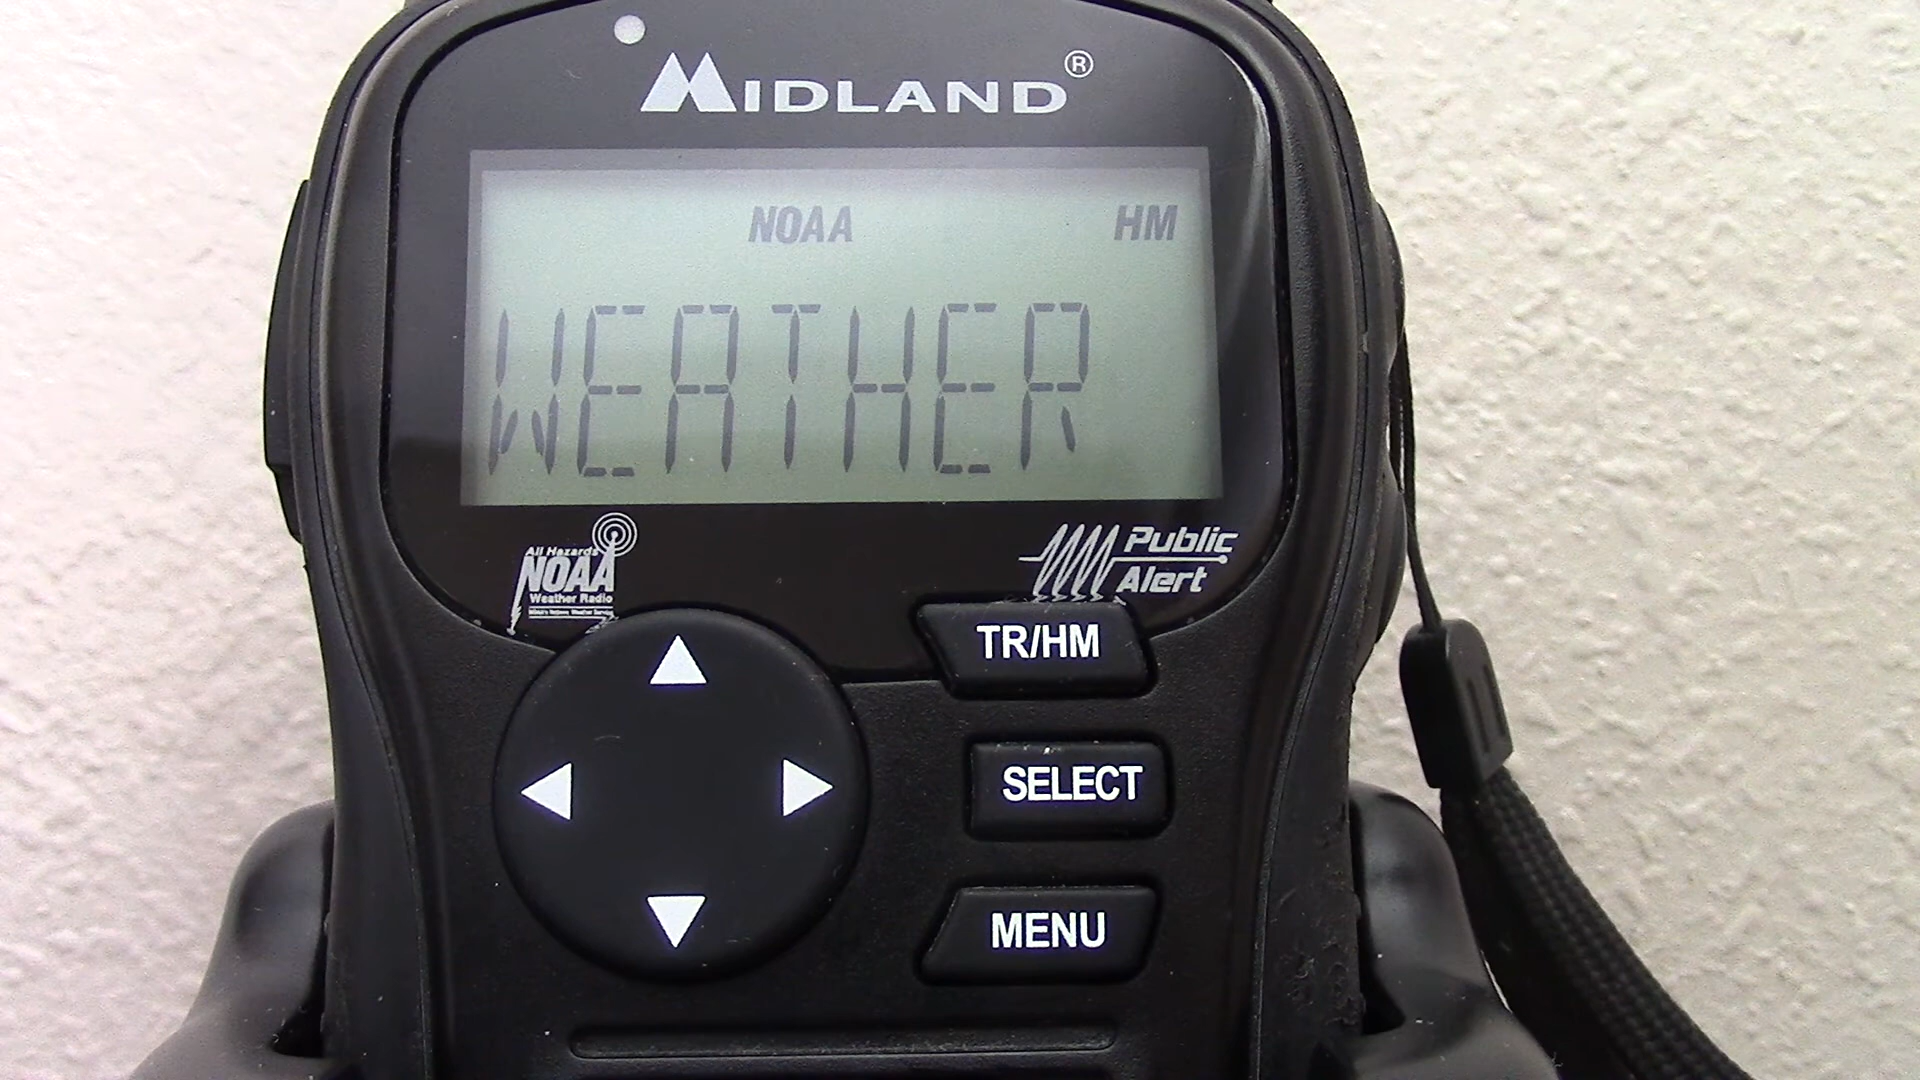 MIDLAND®
NOAA HM
WEATHER
All Hazards
NOAA
Weather Radio
Public
Alert
TR/HM
SELECT
MENU